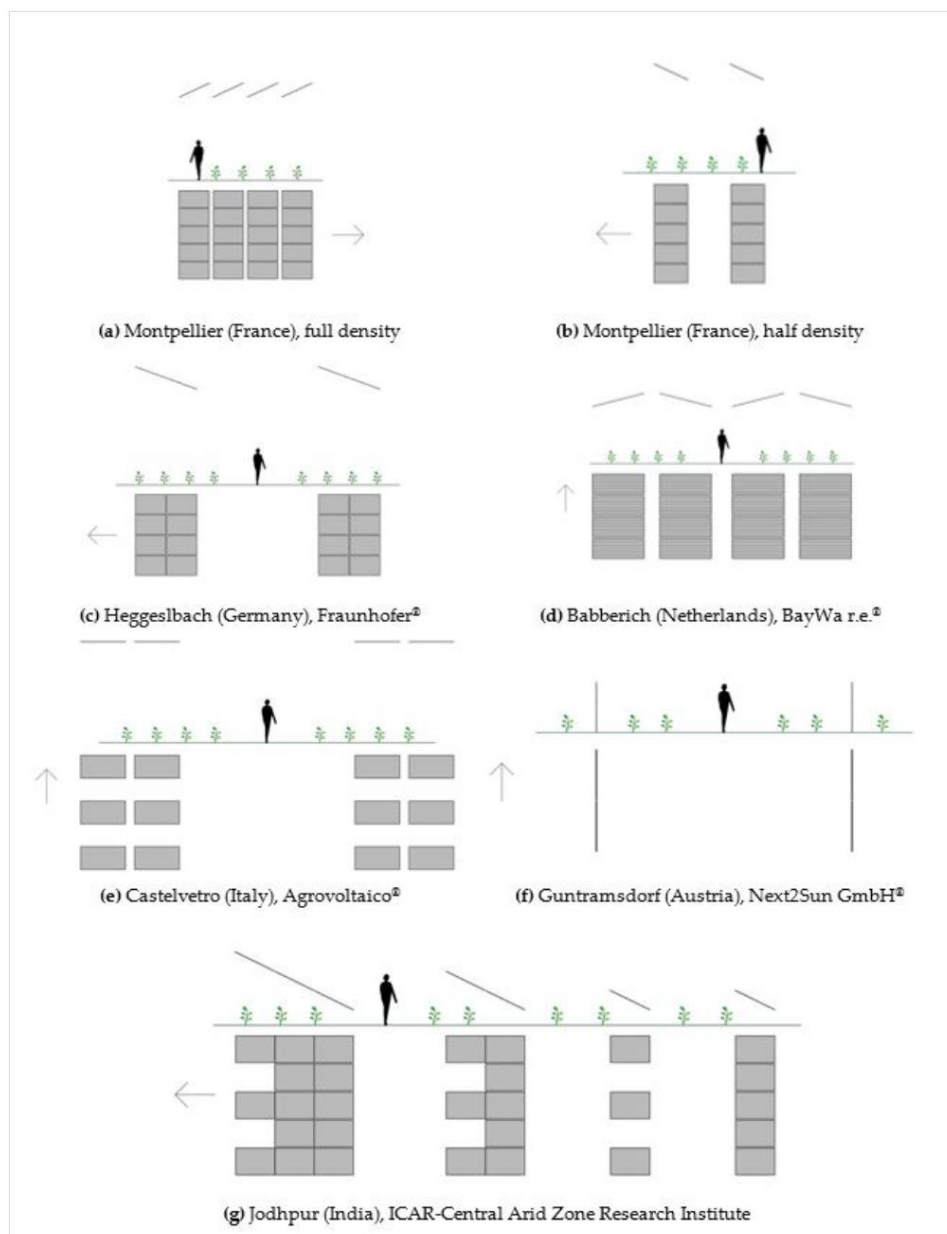 (a) Montpellier (France), full density
(b) Montpellier (France), half density
(c) Heggeslbach (Germany), Fraunhofer®
(d) Babberich (Netherlands), BayWa r.e.®
(e) Castelvetro (Italy), Agrovoltaico®
(f) Guntramsdorf (Austria), Next2Sun GmbH®
(g) Jodhpur (India), ICAR-Central Arid Zone Research Institute